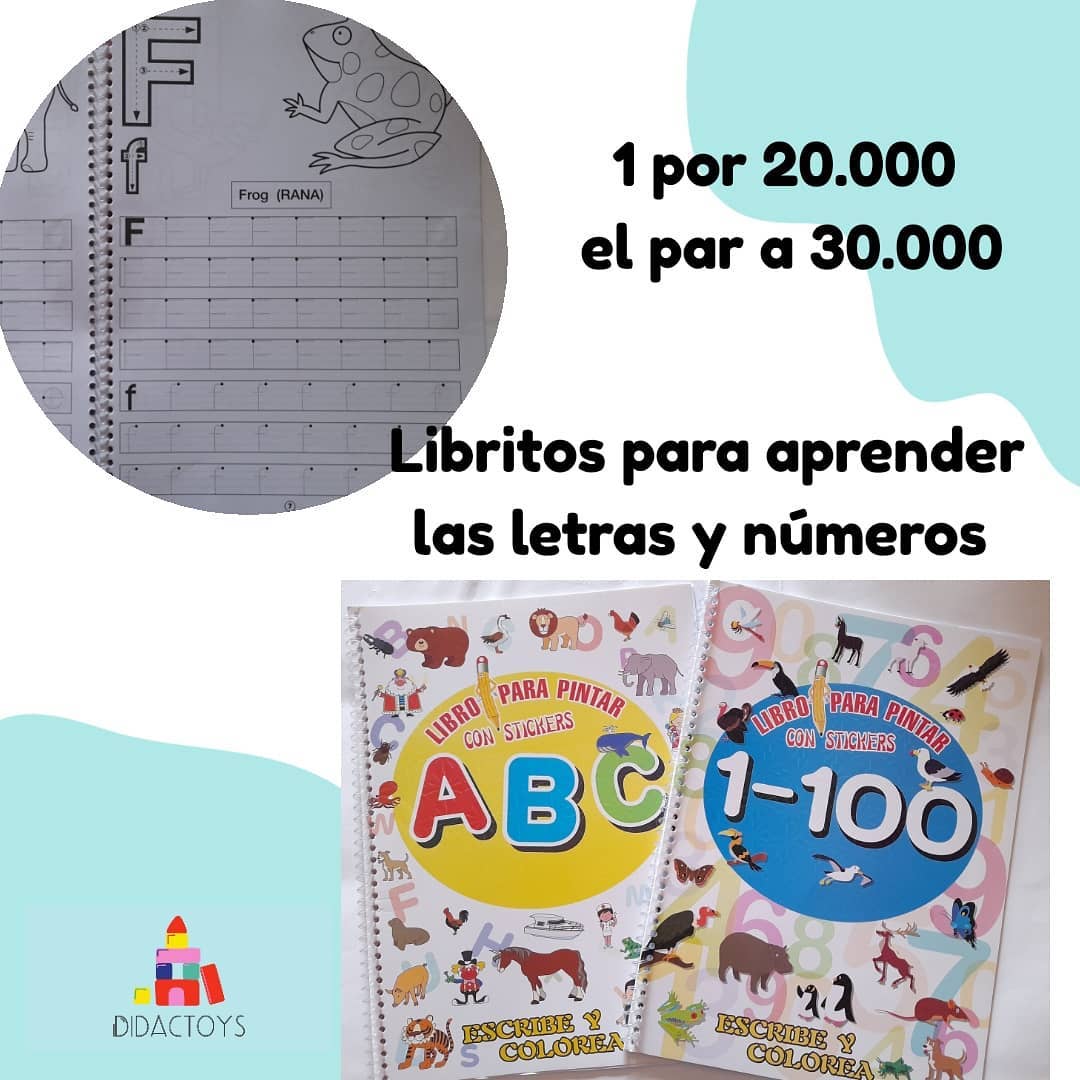 F
f
Frog (RANA)
F
f
1 por 20.000
el par a 30.000
Libritos para aprender
las letras y números
LIBRO PARA PINTAR
CON STICKERS
ABC
ESCRIBE Y
COLOREA
LIBRO PARA PINTAR
CON STICKERS
1-100
ESCRIBE Y
COLOREA
DIDACTOYS